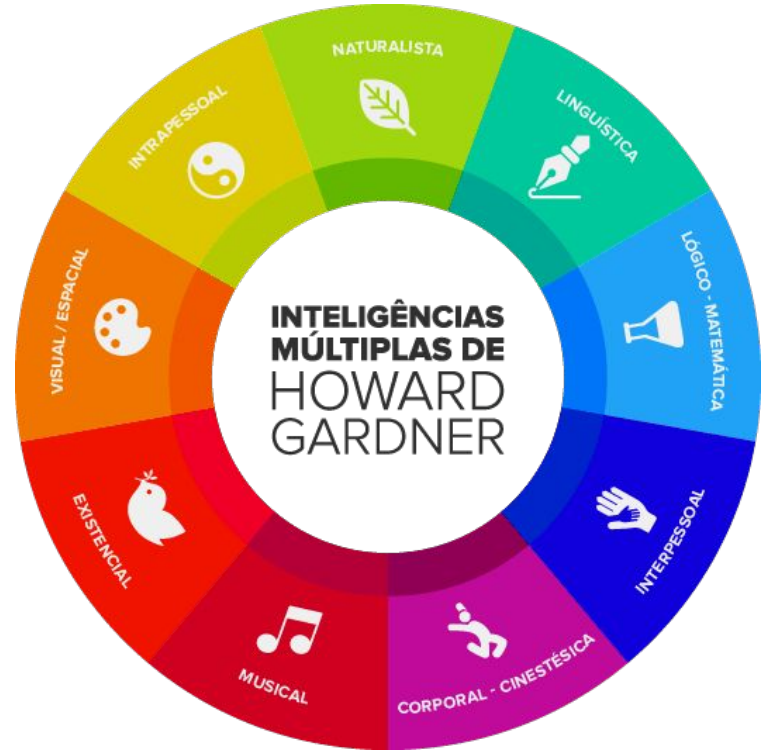 NATURALISTA
LINGUÍSTICA
LÓGICO - MATEMÁTICA
INTERPESSOAL
CORPORAL - CINESTÉSICA
MUSICAL
EXISTENCIAL
VISUAL / ESPACIAL
INTRAPESSOAL
INTELIGÊNCIAS
MÚLTIPLAS DE
HOWARD
GARDNER